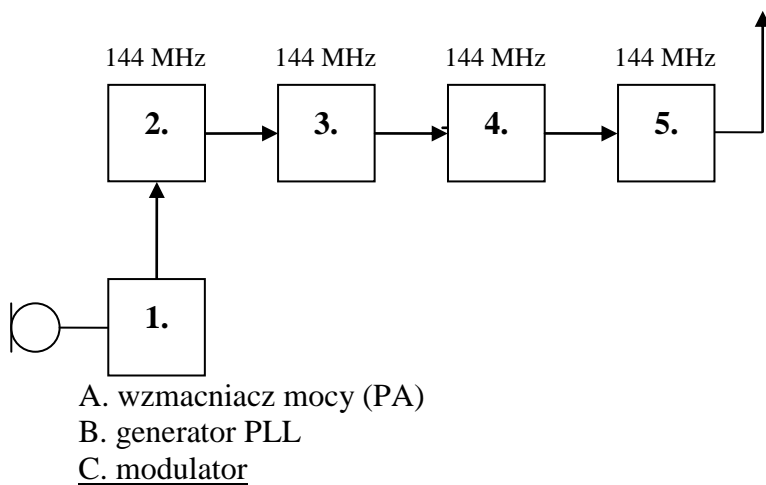 144 MHz 144 MHz 144 MHz 144 MHz
2. 3. 4. 5.
1.
A. wzmacniacz mocy (PA)
B. generator PLL
C. modulator